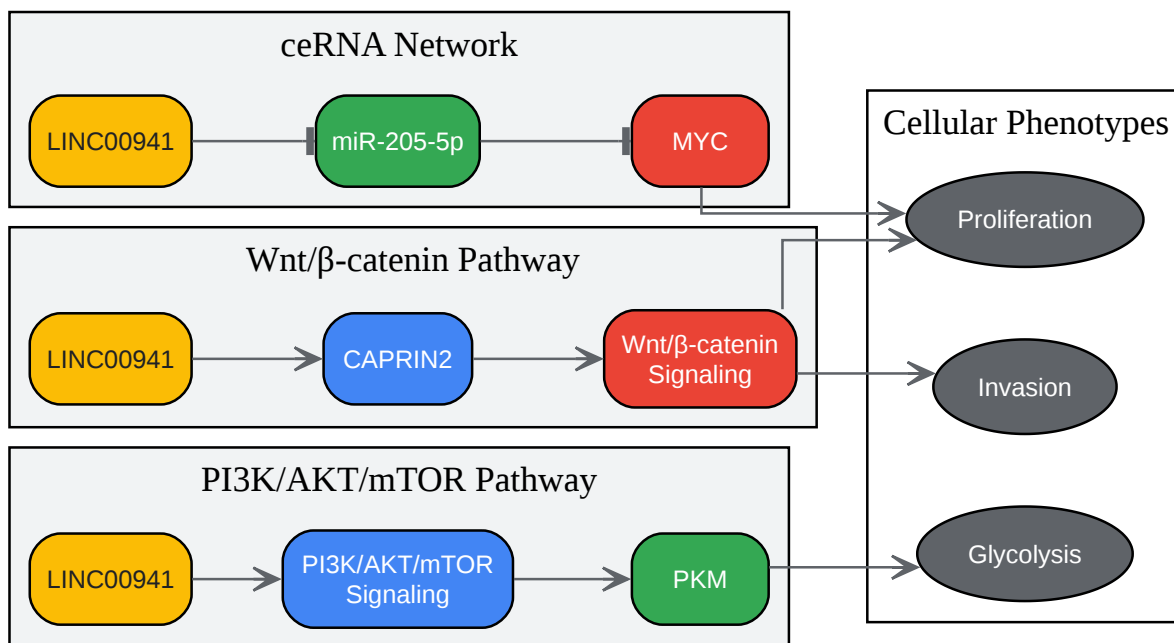 ceRNA Network
LINC00941
miR-205-5p
MYC
Wnt/β-catenin Pathway
LINC00941
CAPRIN2
Wnt/β-catenin
Signaling
PI3K/AKT/mTOR Pathway
LINC00941
PI3K/AKT/mTOR
Signaling
PKM
Cellular Phenotypes
Proliferation
Invasion
Glycolysis